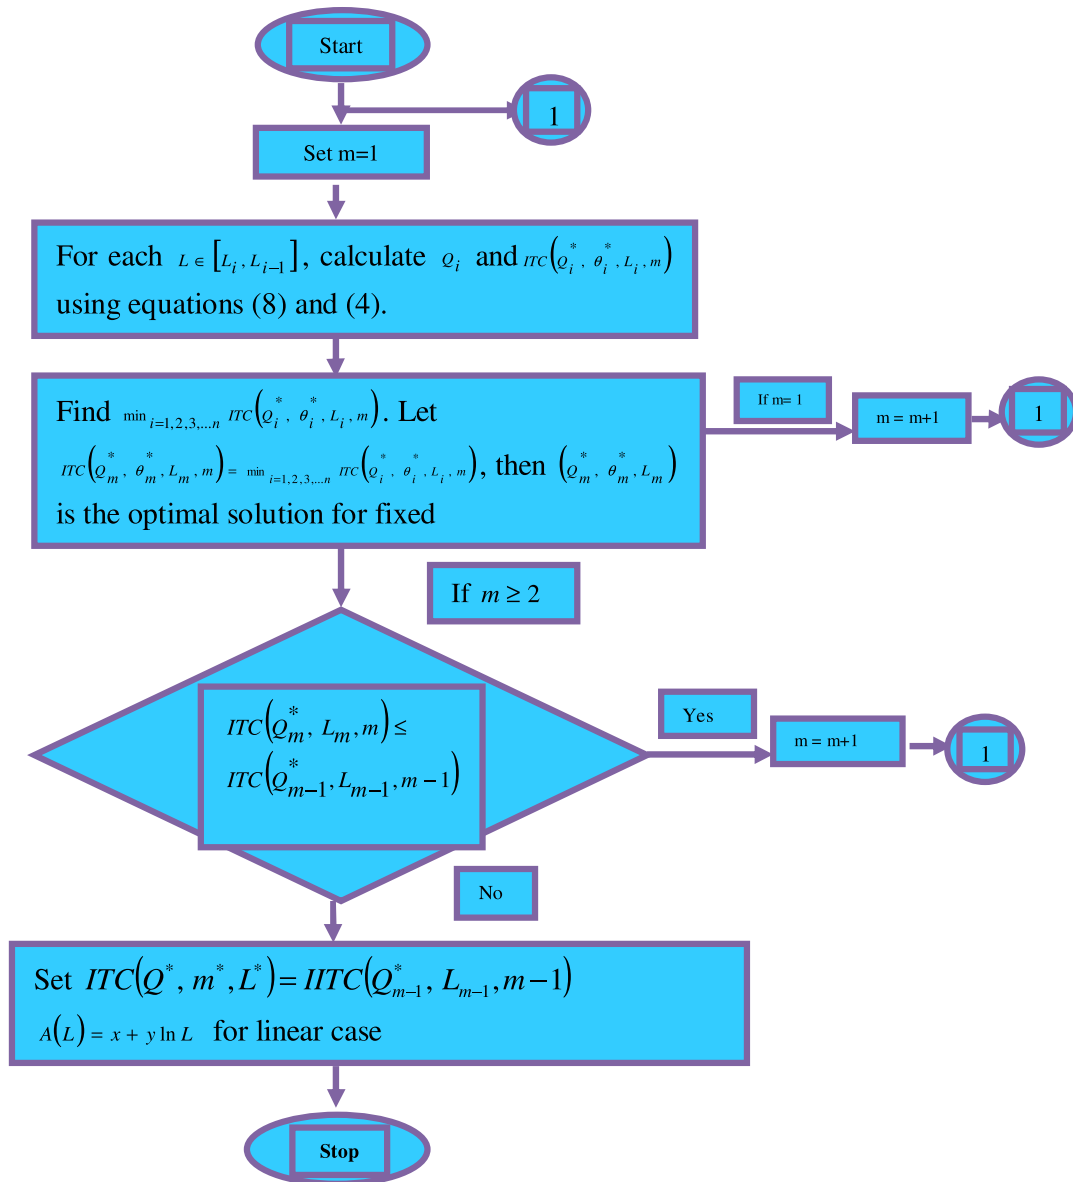 Start
1
Set m=1
For each L ∈ [L_i, L_{i−1}], calculate Q_i and ITC(Q_i^*, θ_i^*, L_i, m)
using equations (8) and (4).
Find min_{i=1,2,3,...n} ITC(Q_i^*, θ_i^*, L_i, m). Let
ITC(Q_m^*, θ_m^*, L_m, m) = min_{i=1,2,3,...n} ITC(Q_i^*, θ_i^*, L_i, m), then (Q_m^*, θ_m^*, L_m)
is the optimal solution for fixed
If m= 1
m = m+1
1
If m ≥ 2
ITC(Q_m^*, L_m, m) ≤
ITC(Q_{m−1}^*, L_{m−1}, m − 1)
Yes
m = m+1
1
No
Set ITC(Q^*, m^*, L^*) = IITC(Q_{m−1}^*, L_{m−1}, m − 1)
A(L) = x + y ln L for linear case
Stop